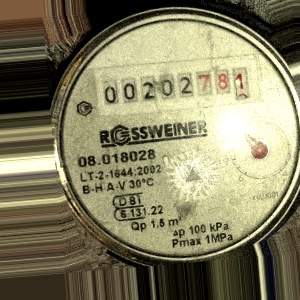 00202781
ROSSWEINER
08.018028
LT-2-1644:2002
B-H A-V 30°C
D 81
6.131.22
Qp 1,5 m³
Δp 100 kPa
Pmax 1MPa